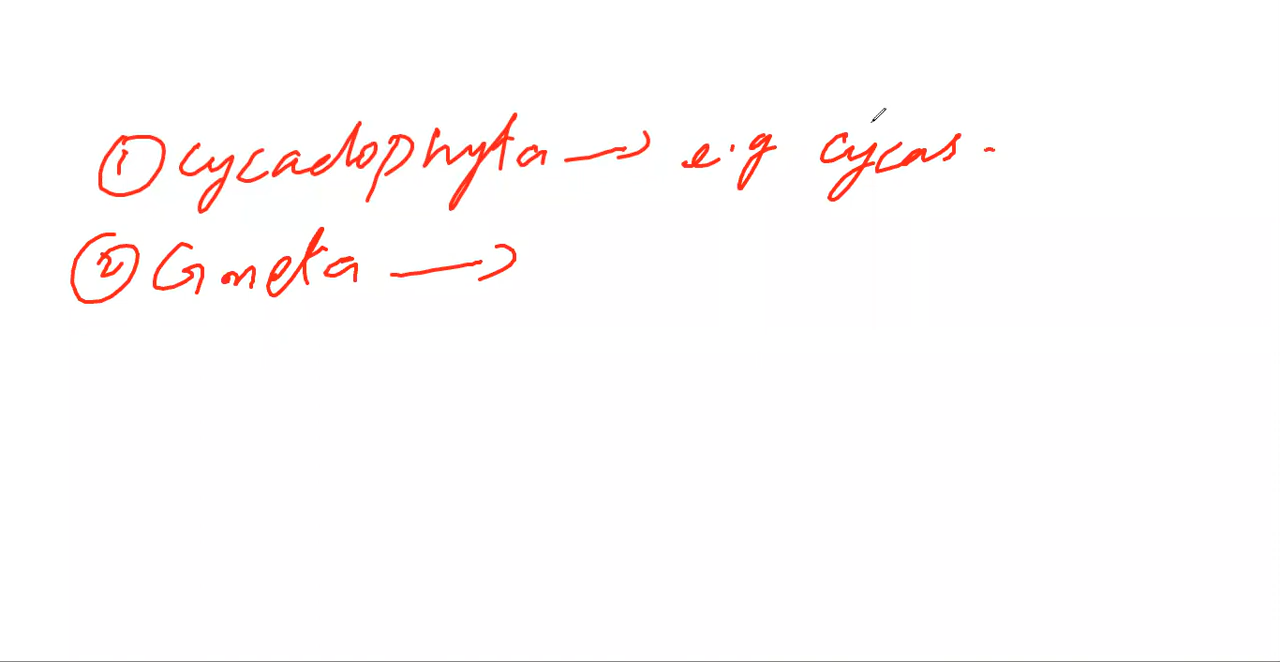 ① Cycadophyta → e.g cycas.
② Gneta →